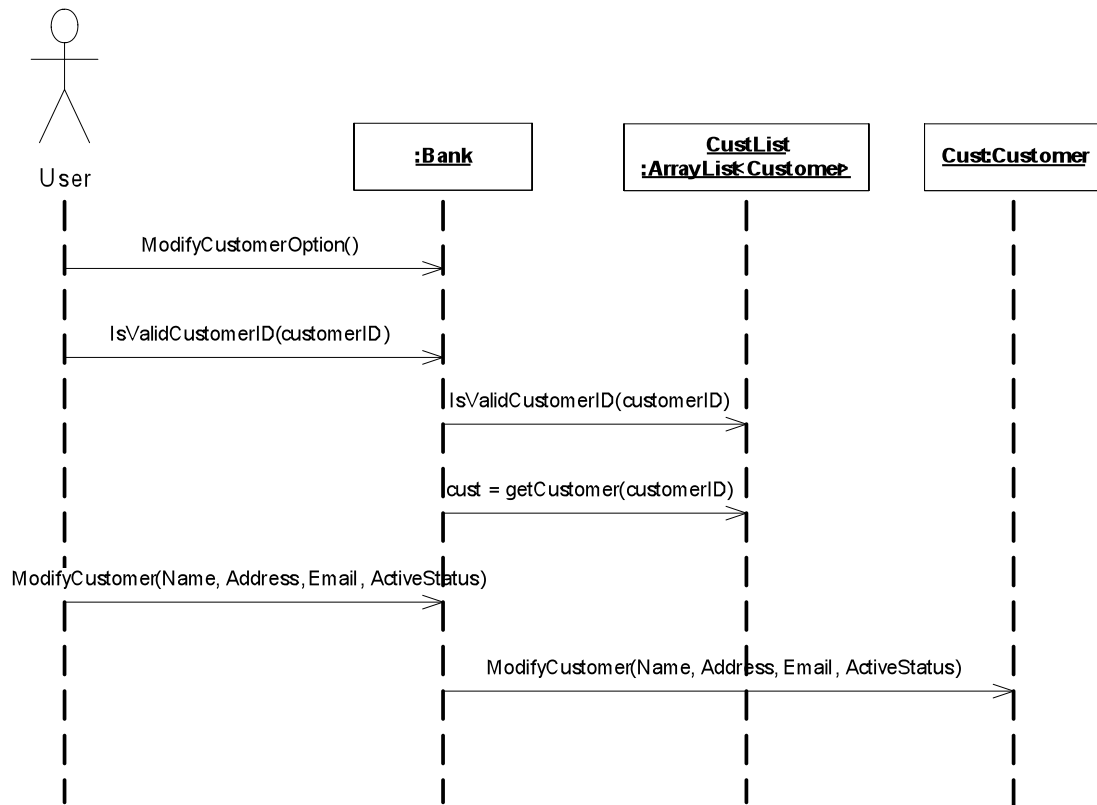 User
:Bank
CustList
:ArrayList<Customer>
Cust:Customer
ModifyCustomerOption()
IsValidCustomerID(customerID)
IsValidCustomerID(customerID)
cust = getCustomer(customerID)
ModifyCustomer(Name, Address, Email, ActiveStatus)
ModifyCustomer(Name, Address, Email, ActiveStatus)